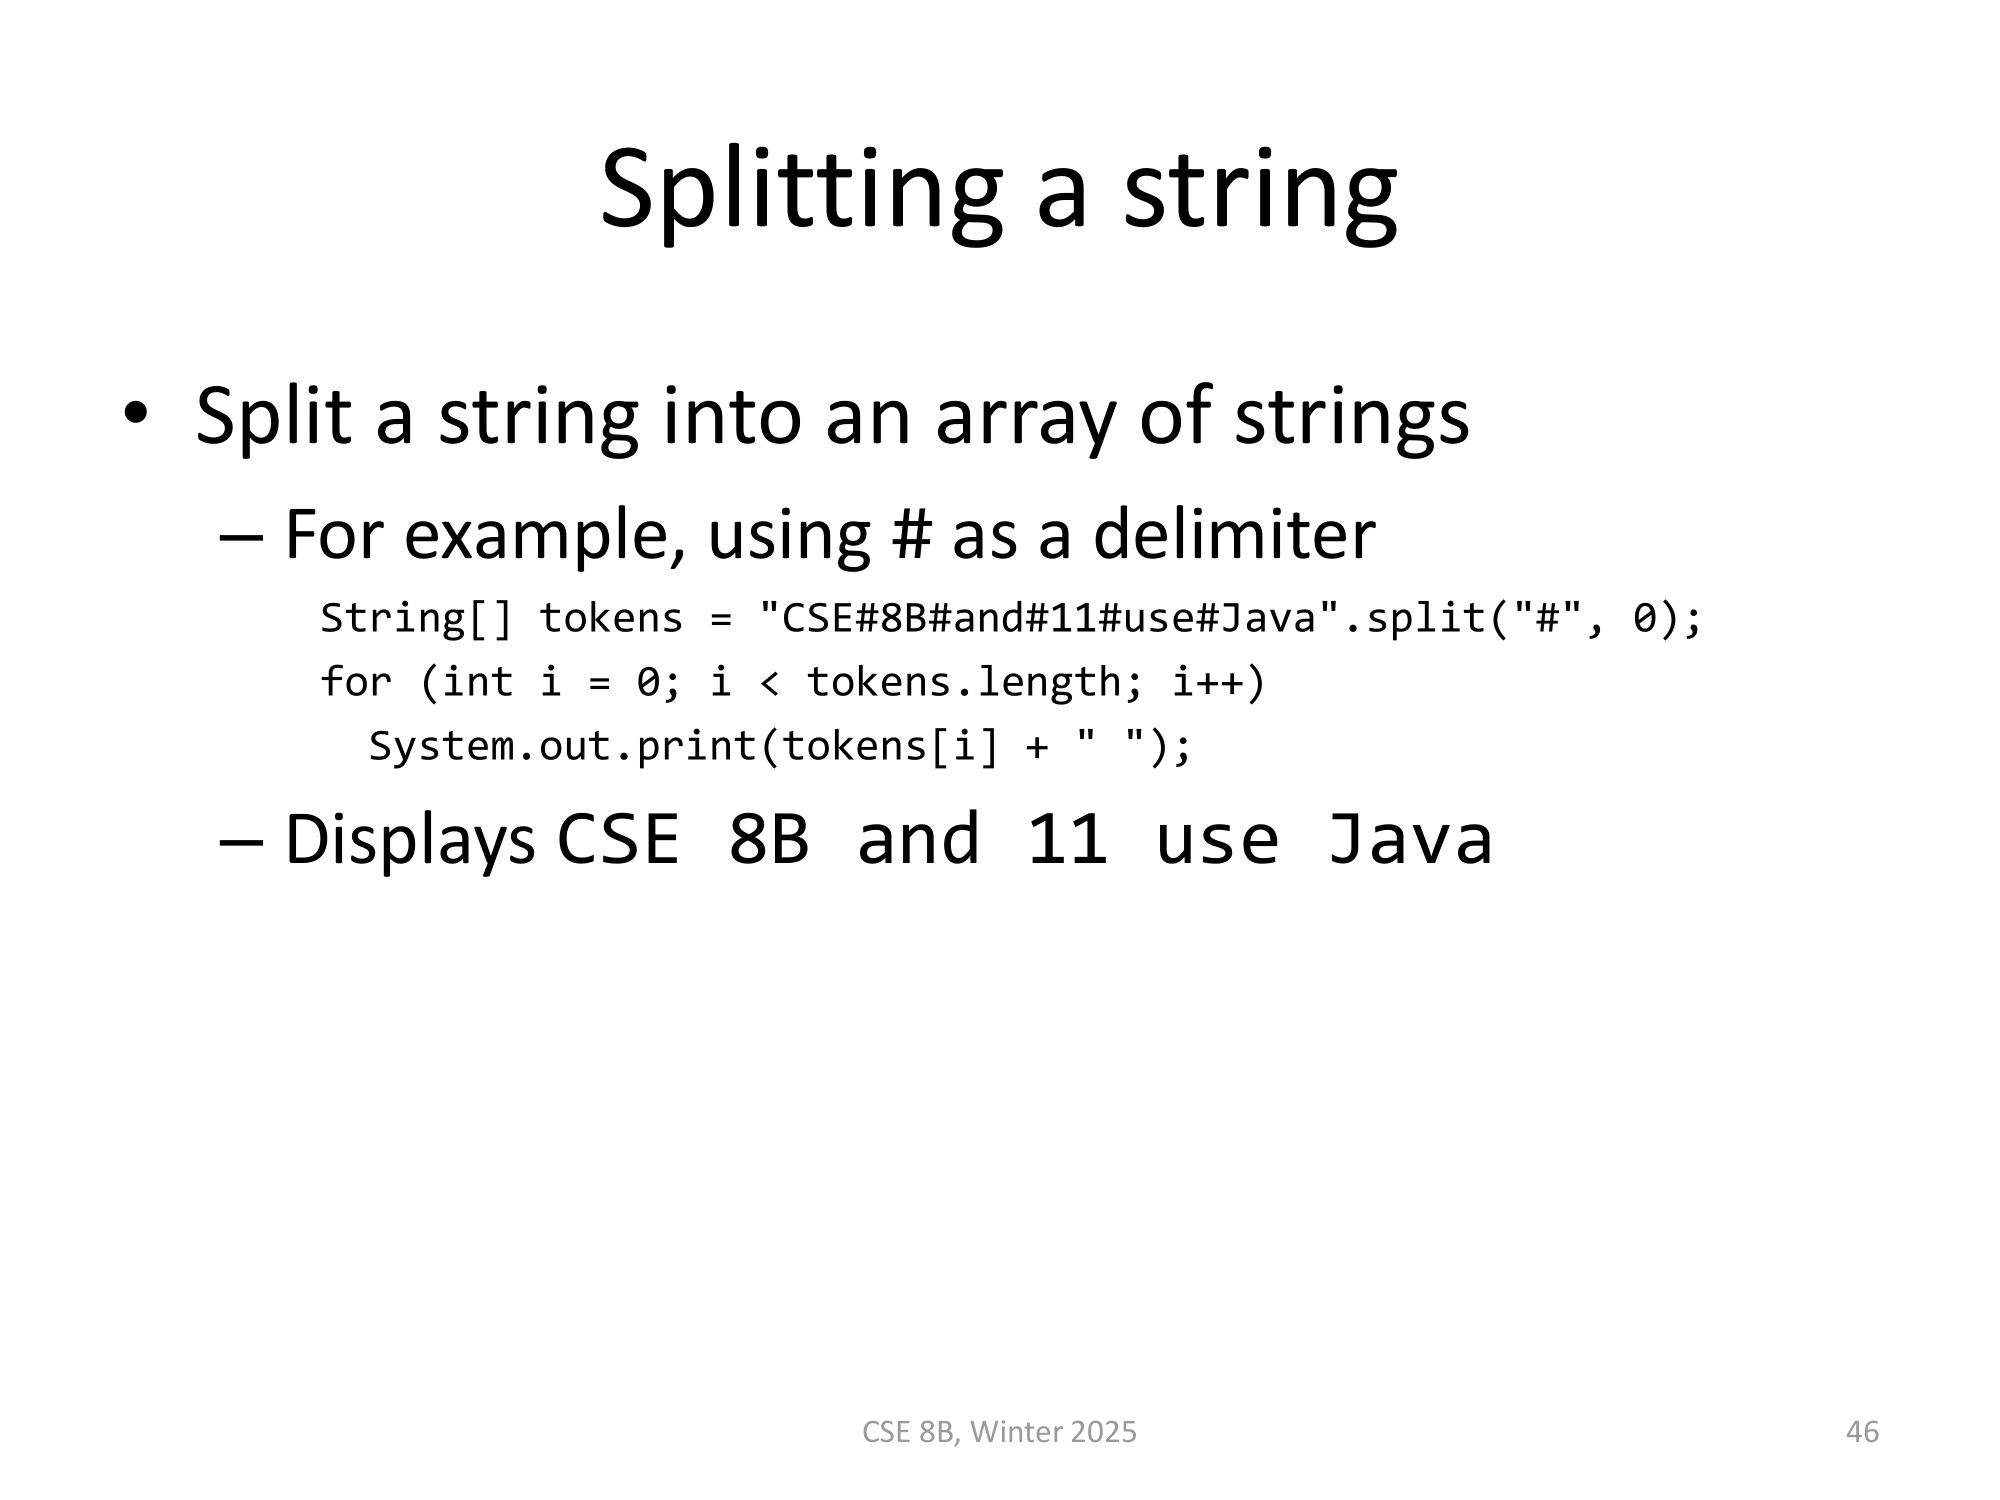 Splitting a string
• Split a string into an array of strings
– For example, using # as a delimiter
String[] tokens = "CSE#8B#and#11#use#Java".split("#", 0);
for (int i = 0; i < tokens.length; i++)
  System.out.print(tokens[i] + " ");
– Displays CSE 8B and 11 use Java
CSE 8B, Winter 2025
46